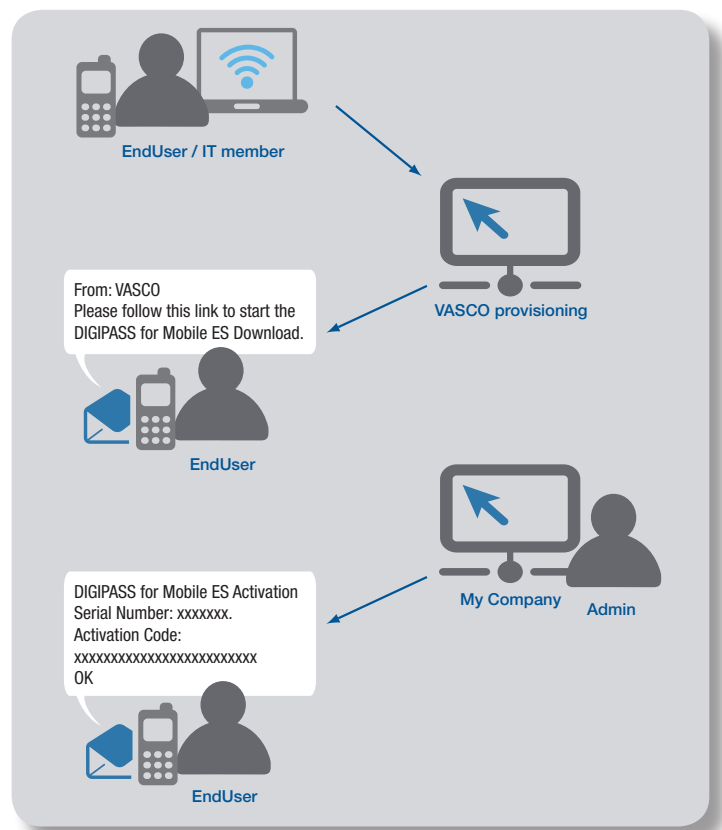 EndUser / IT member
VASCO provisioning
From: VASCO
Please follow this link to start the
DIGIPASS for Mobile ES Download.
EndUser
My Company
Admin
DIGIPASS for Mobile ES Activation
Serial Number: xxxxxxx.
Activation Code:
xxxxxxxxxxxxxxxxxxxxxxxxx
OK
EndUser